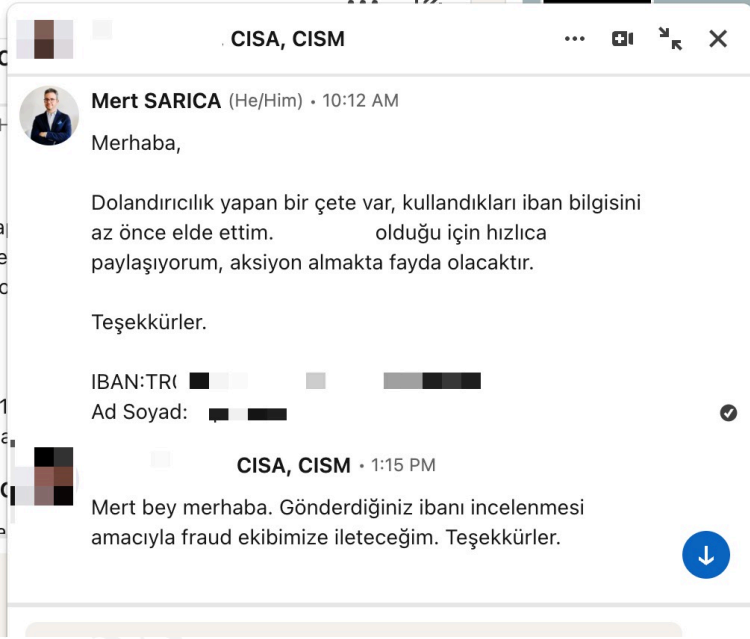 CISA, CISM
Mert SARICA (He/Him) • 10:12 AM
Merhaba,
Dolandırıcılık yapan bir çete var, kullandıkları iban bilgisini
az önce elde ettim. olduğu için hızlıca
paylaşıyorum, aksiyon almakta fayda olacaktır.
Teşekkürler.
IBAN:TR
Ad Soyad:
CISA, CISM • 1:15 PM
Mert bey merhaba. Gönderdiğiniz ibanı incelenmesi
amacıyla fraud ekibimize ileteceğim. Teşekkürler.